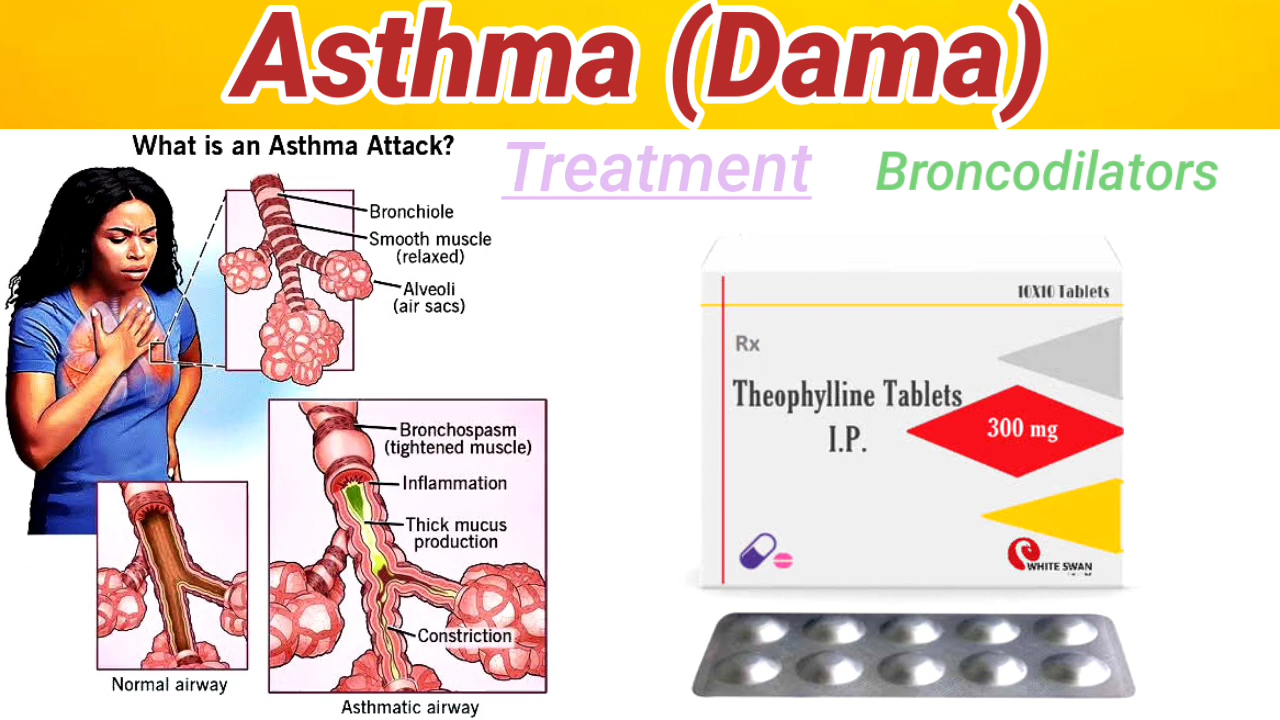 Asthma (Dama)
What is an Asthma Attack?
Treatment
Broncodilators
Bronchiole
Smooth muscle
(relaxed)
Alveoli
(air sacs)
Bronchospasm
(tightened muscle)
Inflammation
Thick mucus
production
Constriction
Normal airway
Asthmatic airway
10X10 Tablets
Rx
Theophylline Tablets
I.P.
300 mg
WHITE SWAN